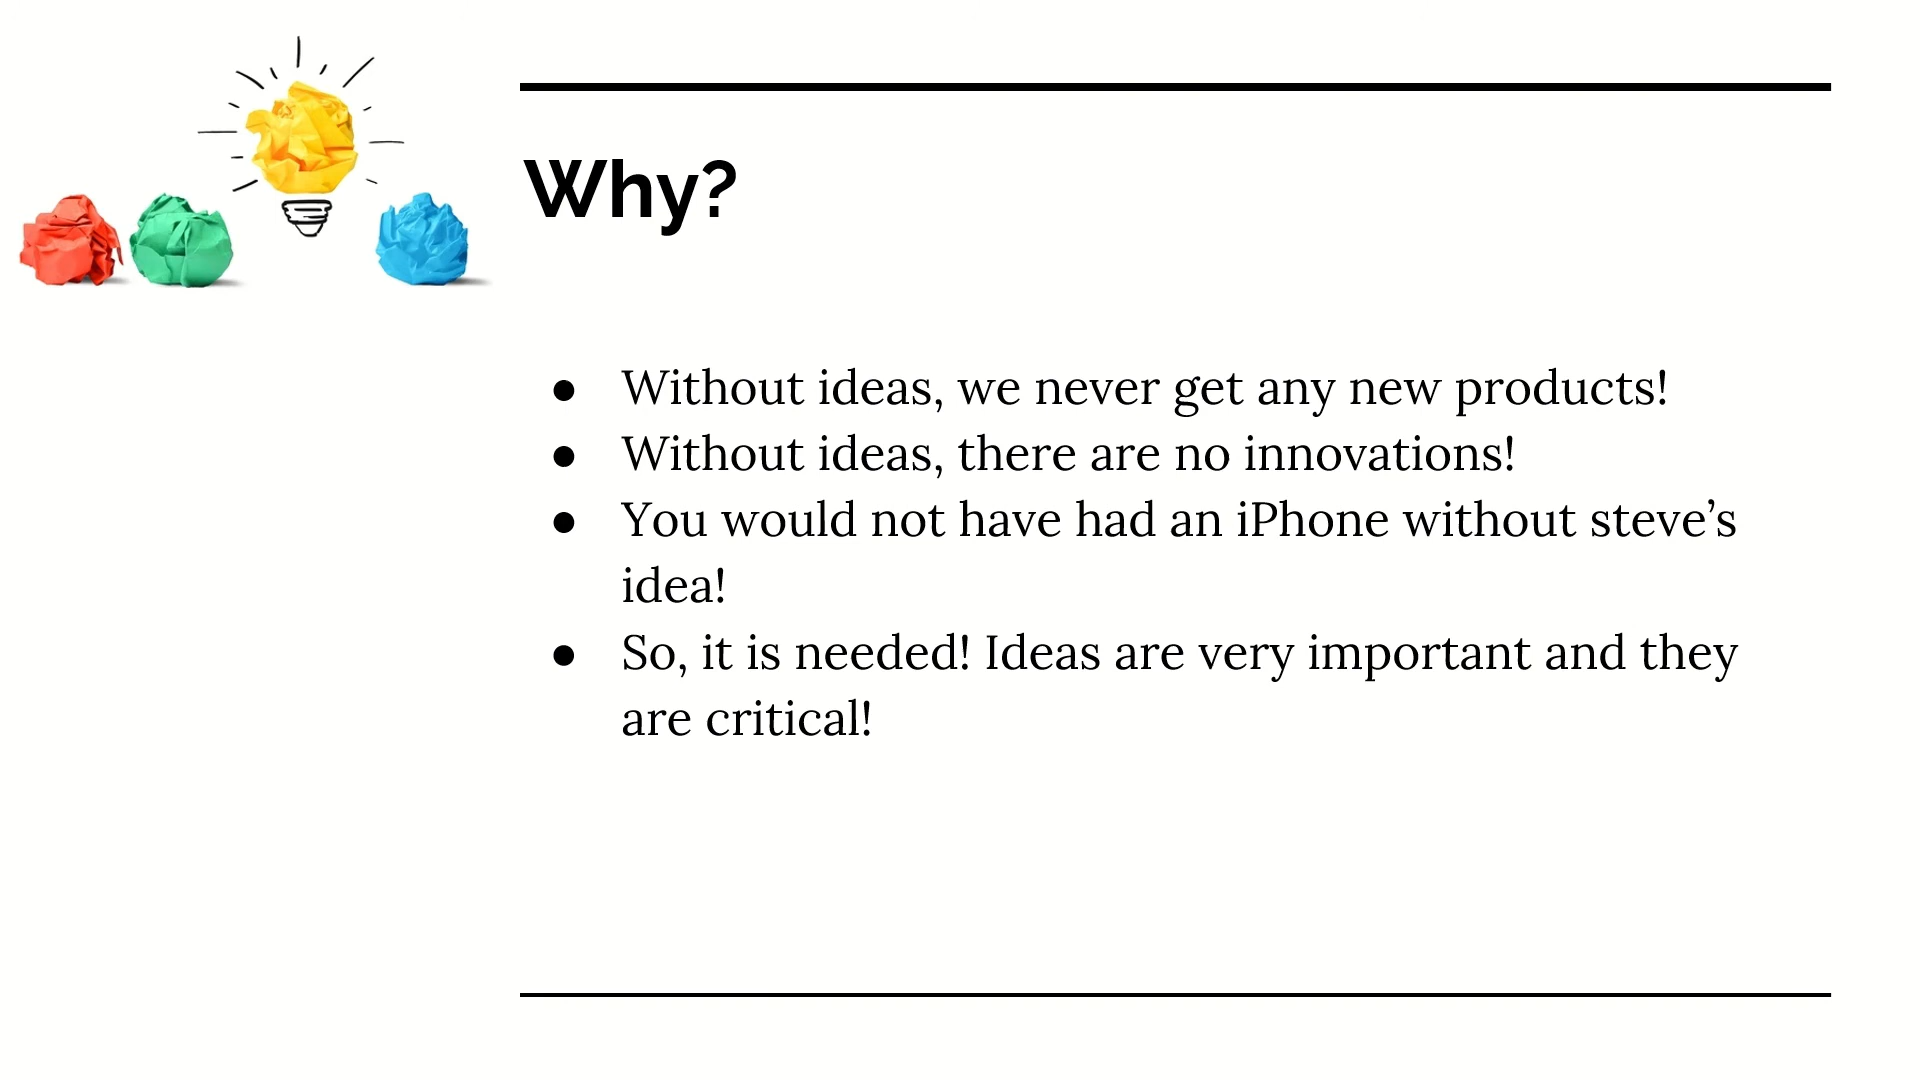 Why?
● Without ideas, we never get any new products!
● Without ideas, there are no innovations!
● You would not have had an iPhone without steve’s
idea!
● So, it is needed! Ideas are very important and they
are critical!